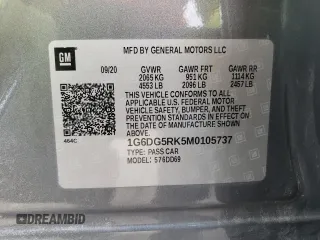 GM
MFD BY GENERAL MOTORS LLC
09/20 GVWR GAWR FRT GAWR RR
2065 KG 951 KG 1114 KG
4553 LB 2096 LB 2457 LB
THIS VEHICLE CONFORMS TO ALL
APPLICABLE U.S. FEDERAL MOTOR
VEHICLE SAFETY, BUMPER, AND THEFT
PREVENTION STANDARDS IN EFFECT
ON THE DATE OF MANUFACTURE
SHOWN ABOVE.
464C
1G6DG5RK5M0105737
TYPE: PASS CAR
MODEL: 576DD69
DREAMBID